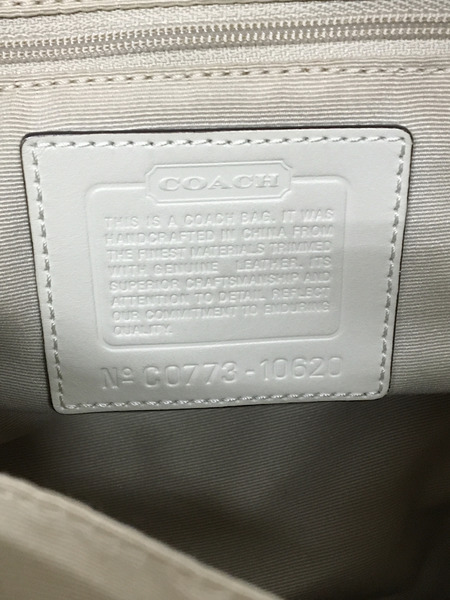 COACH
THIS IS A COACH BAG. IT WAS
HANDCRAFTED IN CHINA FROM
THE FINEST MATERIALS TRIMMED
WITH GENUINE LEATHER. ITS
SUPERIOR CRAFTSMANSHIP AND
ATTENTION TO DETAIL REFLECT
OUR COMMITMENT TO ENDURING
QUALITY.
Nº C0773-10620